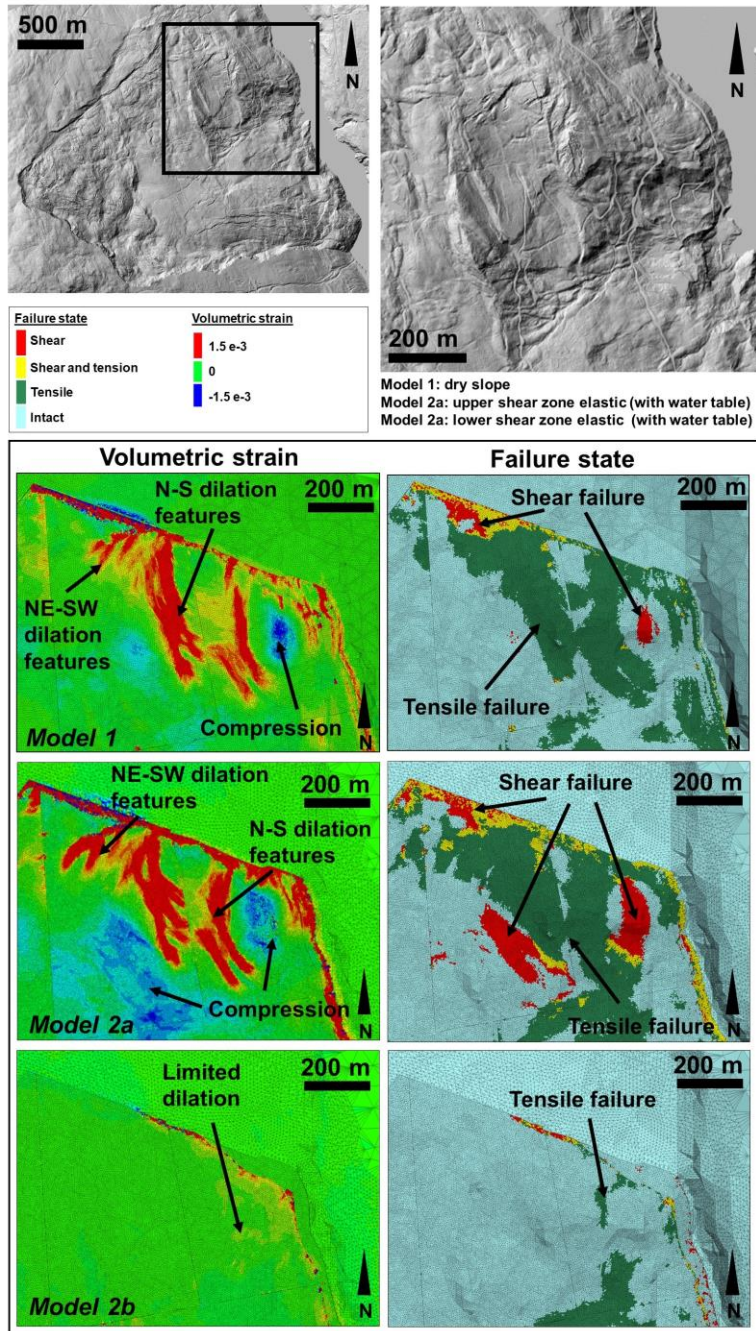 500 m
N
N
200 m
Failure state
Shear
Shear and tension
Tensile
Intact
Volumetric strain
1.5 e-3
0
-1.5 e-3
Model 1: dry slope
Model 2a: upper shear zone elastic (with water table)
Model 2a: lower shear zone elastic (with water table)
Volumetric strain
Failure state
N-S dilation
features
200 m
NE-SW
dilation
features
Compression
Model 1
N
Shear failure
200 m
Tensile failure
N
NE-SW dilation
features
200 m
N-S dilation
features
Compression
Model 2a
N
Shear failure
200 m
Tensile failure
N
Limited
dilation
200 m
Model 2b
N
Tensile failure
200 m
N